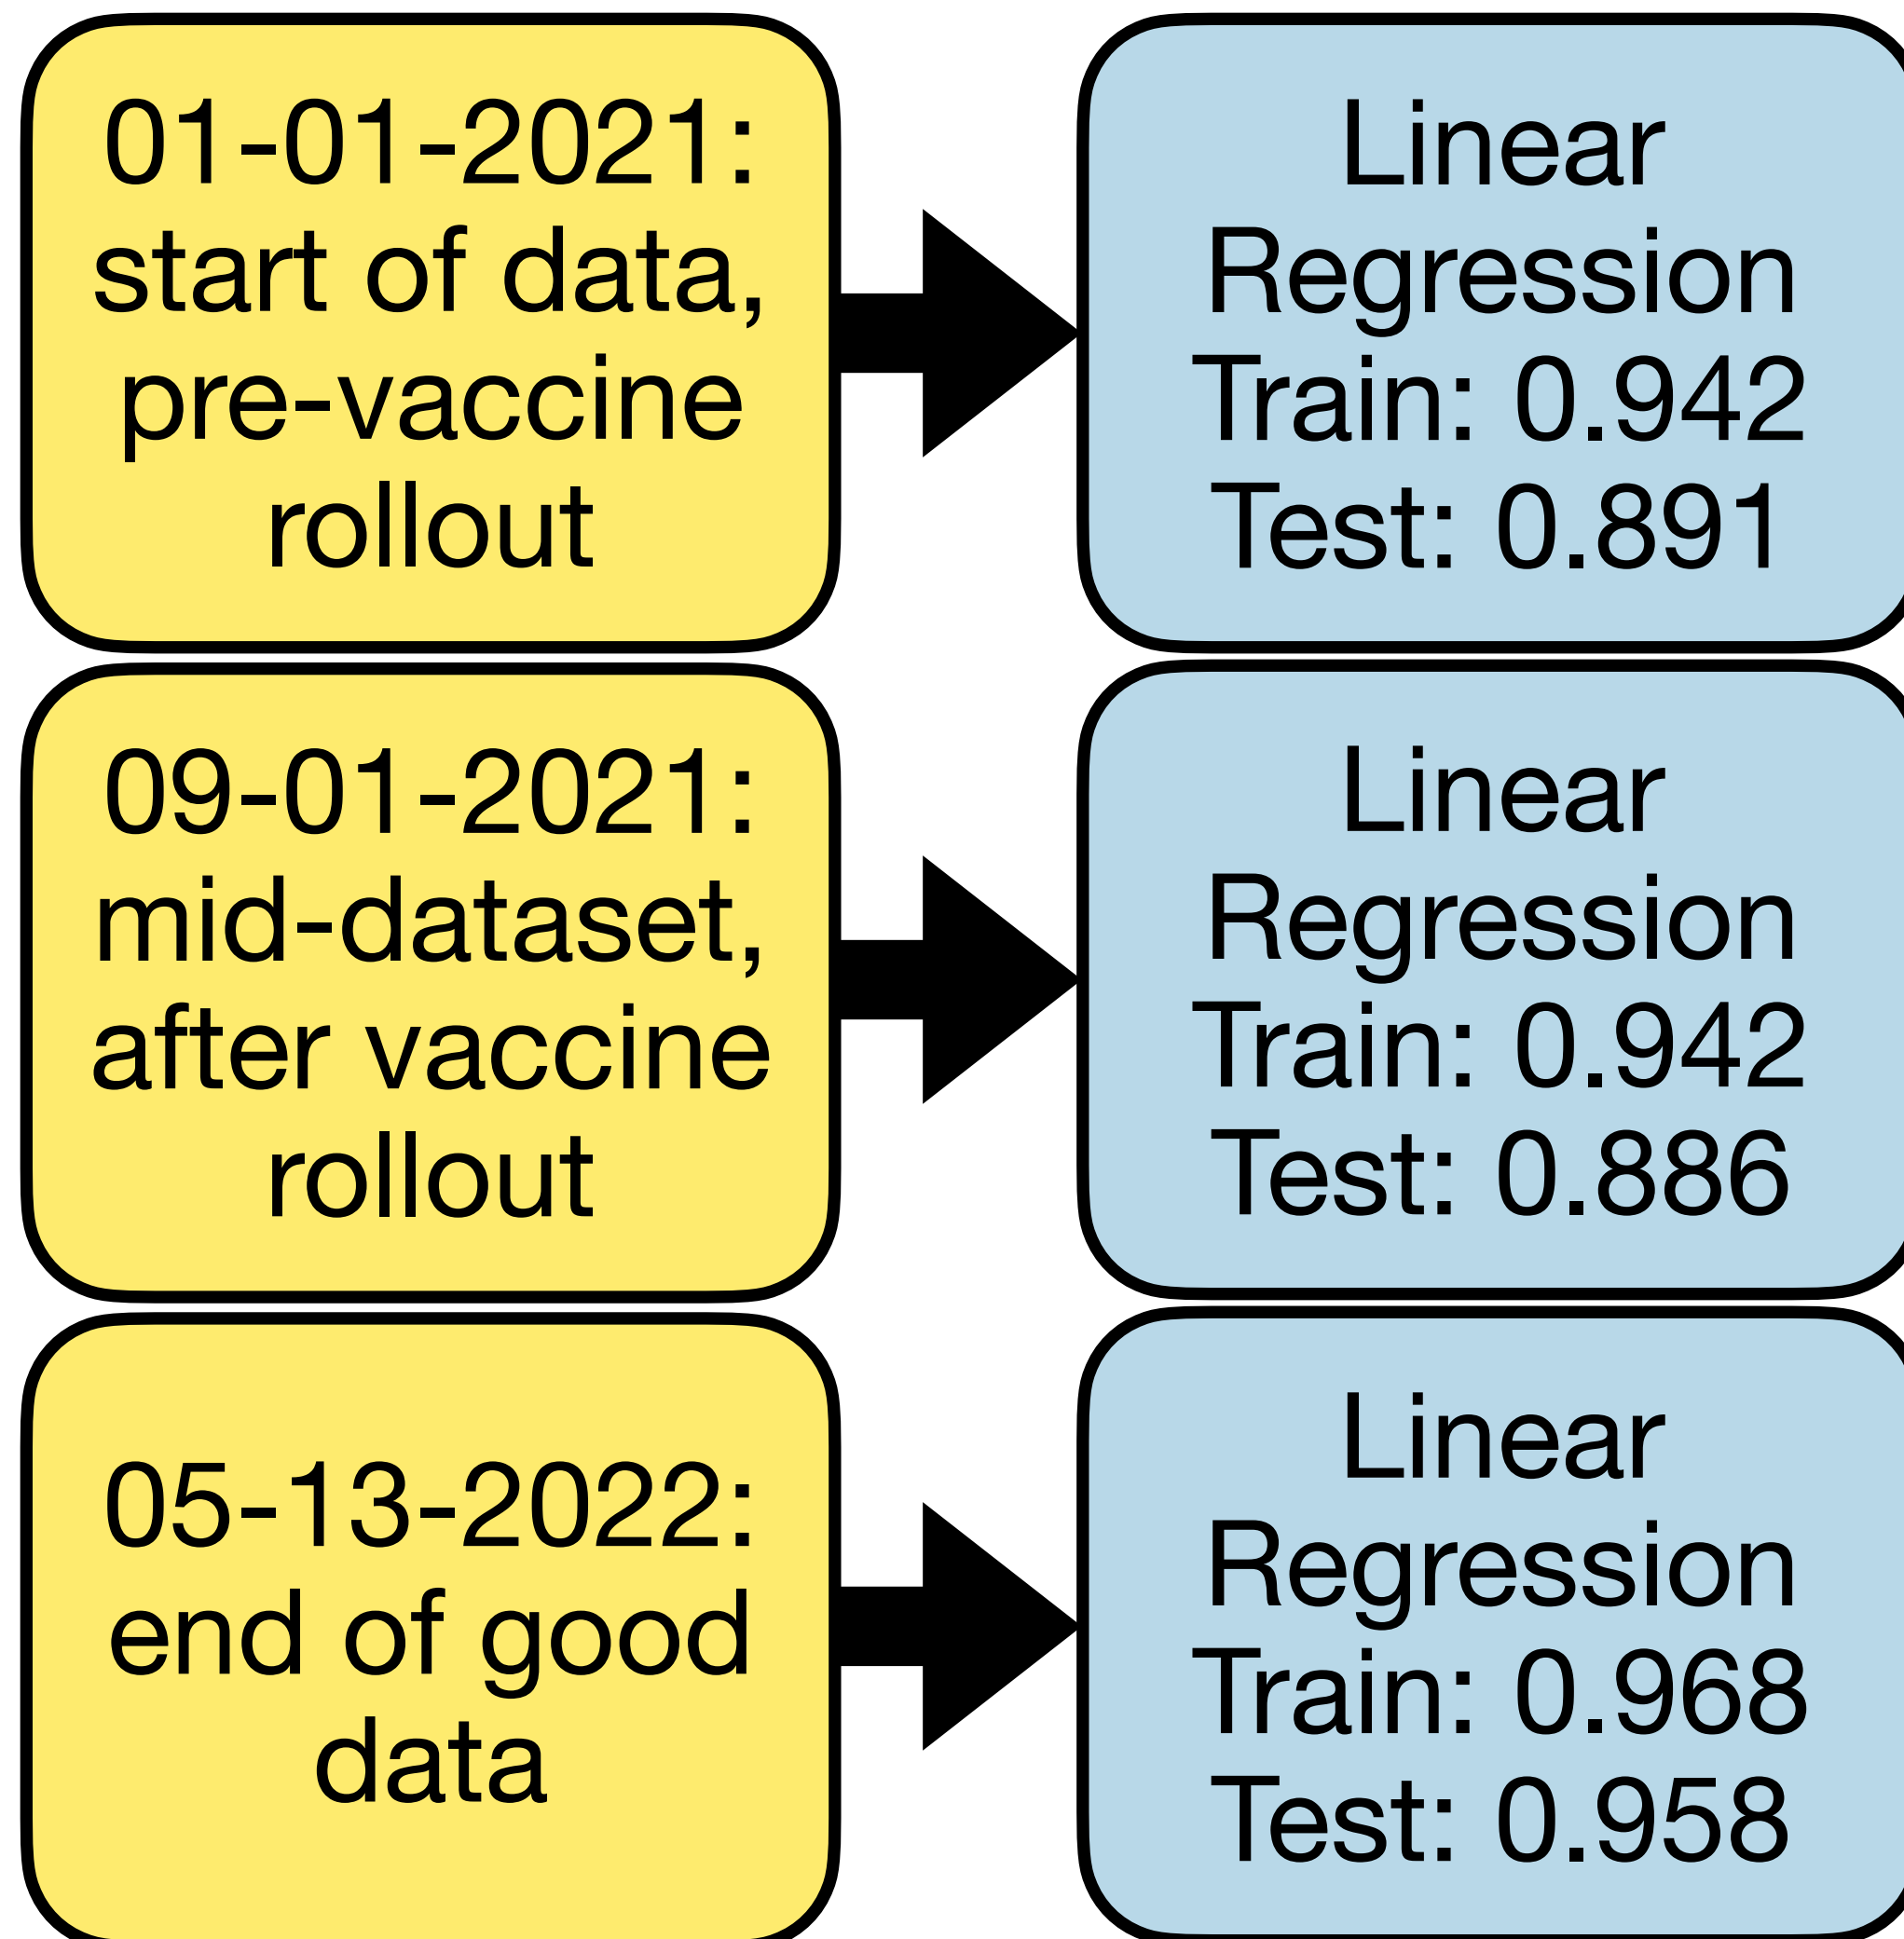 01-01-2021:
start of data,
pre-vaccine
rollout
Linear
Regression
Train: 0.942
Test: 0.891
09-01-2021:
mid-dataset,
after vaccine
rollout
Linear
Regression
Train: 0.942
Test: 0.886
05-13-2022:
end of good
data
Linear
Regression
Train: 0.968
Test: 0.958